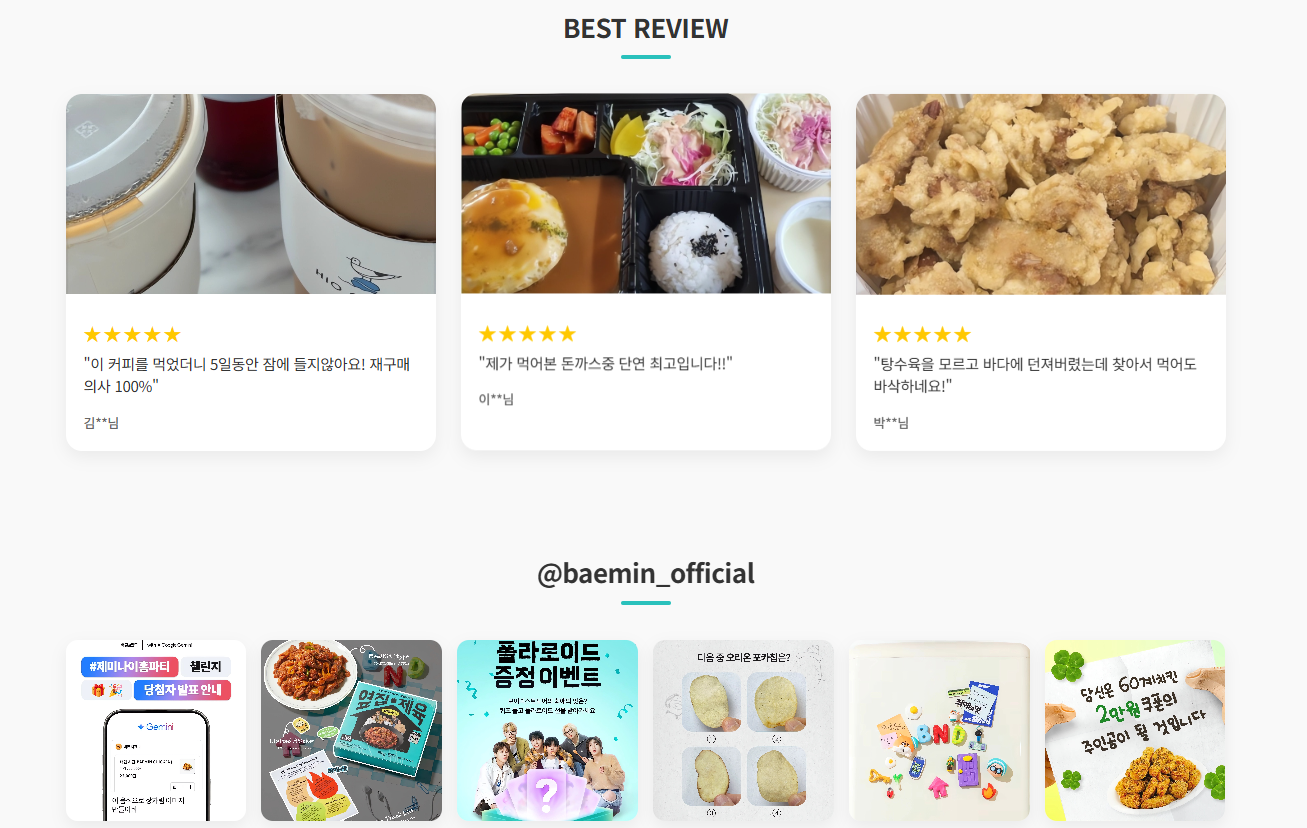 BEST REVIEW
★★★★★
"이 커피를 먹었더니 5일동안 잠에 들지않아요! 재구매
의사 100%"
김**님
★★★★★
"제가 먹어본 돈까스중 단연 최고입니다!!"
이**님
★★★★★
"탕수육을 모르고 바다에 던져버렸는데 찾아서 먹어도
바삭하네요!"
박**님
@baemin_official
#제미나이홈파티 챌린지
당첨자 발표 안내
Gemini
옆집제육
폴라로이드
증정 이벤트
다음 중 오리온 포카칩은?
BND
당신은 60계치킨
2만원 쿠폰의
주인공이 될 것입니다